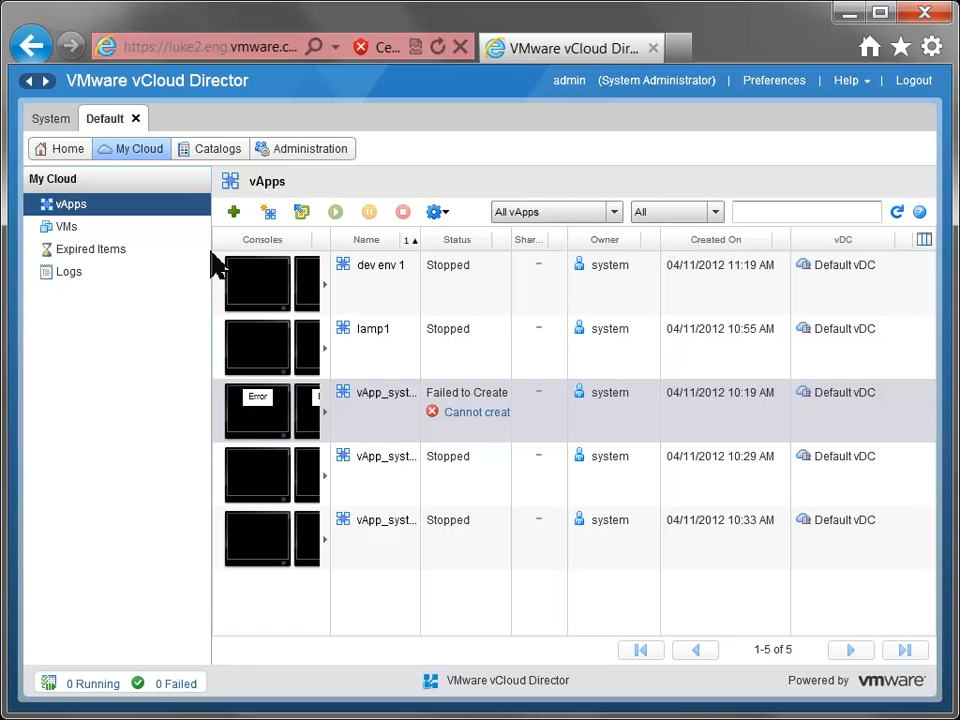 https://luke2.eng.vmware.c...
Ce...
VMware vCloud Dir...
VMware vCloud Director
admin (System Administrator) Preferences Help Logout
System Default
Home My Cloud Catalogs Administration
My Cloud
vApps
VMs
Expired Items
Logs
vApps
All vApps All
Consoles Name 1 Status Shar... Owner Created On vDC
dev env 1 Stopped – system 04/11/2012 11:19 AM Default vDC
lamp1 Stopped – system 04/11/2012 10:55 AM Default vDC
Error vApp_syst... Failed to Create – system 04/11/2012 10:19 AM Default vDC
Cannot creat
vApp_syst... Stopped – system 04/11/2012 10:29 AM Default vDC
vApp_syst... Stopped – system 04/11/2012 10:33 AM Default vDC
1-5 of 5
0 Running 0 Failed VMware vCloud Director Powered by vmware